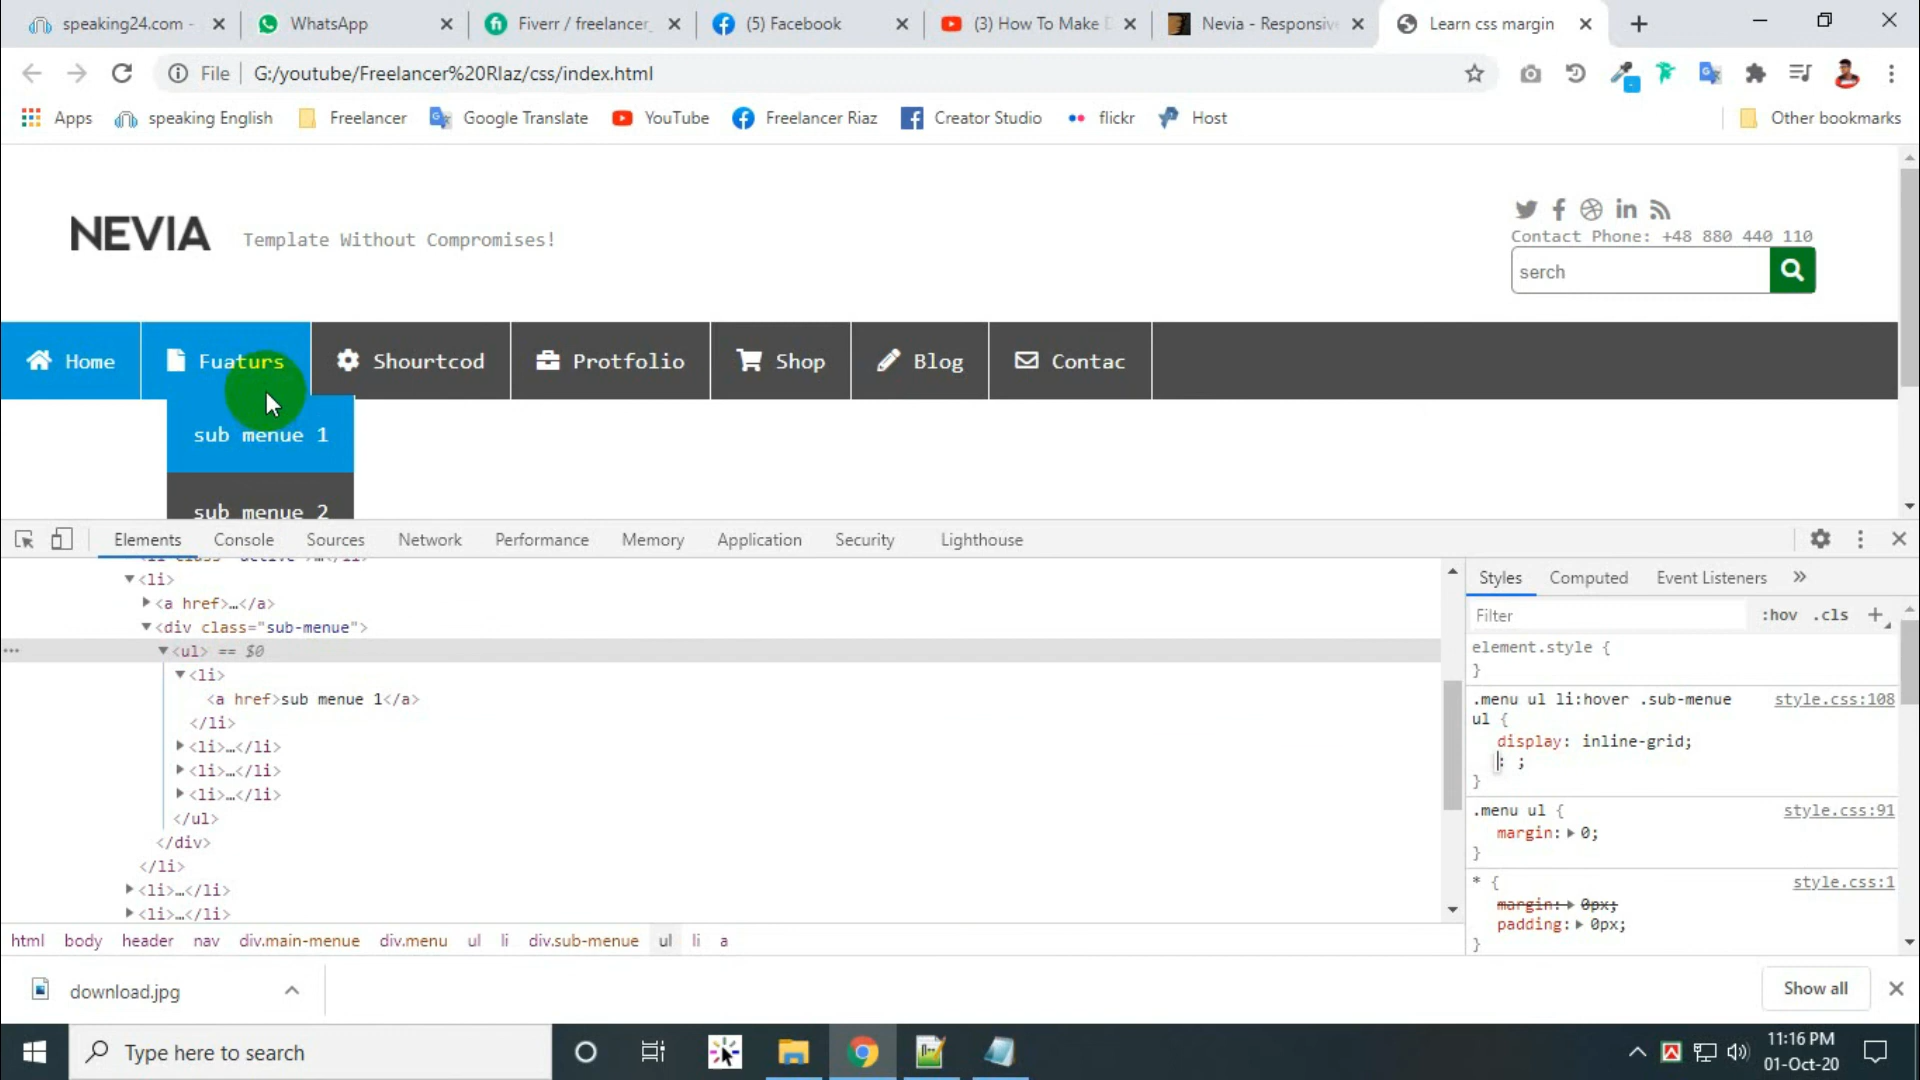 speaking24.com -
WhatsApp
Fiverr / freelancer_
(5) Facebook
(3) How To Make D
Nevia - Responsive
Learn css margin
File
G:/youtube/Freelancer%20RIaz/css/index.html
Apps
speaking English
Freelancer
Google Translate
YouTube
Freelancer Riaz
Creator Studio
flickr
Host
Other bookmarks
NEVIA
Template Without Compromises!
Contact Phone: +48 880 440 110
serch
Home
Fuaturs
Shourtcod
Protfolio
Shop
Blog
Contac
sub menue 1
sub menue 2
Elements
Console
Sources
Network
Performance
Memory
Application
Security
Lighthouse
<li>
<a href>…</a>
<div class="sub-menue">
<ul> == $0
<li>
<a href>sub menue 1</a>
</li>
<li>…</li>
<li>…</li>
<li>…</li>
</ul>
</div>
</li>
<li>…</li>
<li>…</li>
html body header nav div.main-menue div.menu ul li div.sub-menue ul li a
Styles
Computed
Event Listeners
Filter
:hov .cls
element.style {
}
.menu ul li:hover .sub-menue
style.css:108
ul {
display: inline-grid;
: ;
}
.menu ul {
style.css:91
margin: 0;
}
* {
style.css:1
margin: 0px;
padding: 0px;
}
download.jpg
Show all
Type here to search
11:16 PM
01-Oct-20